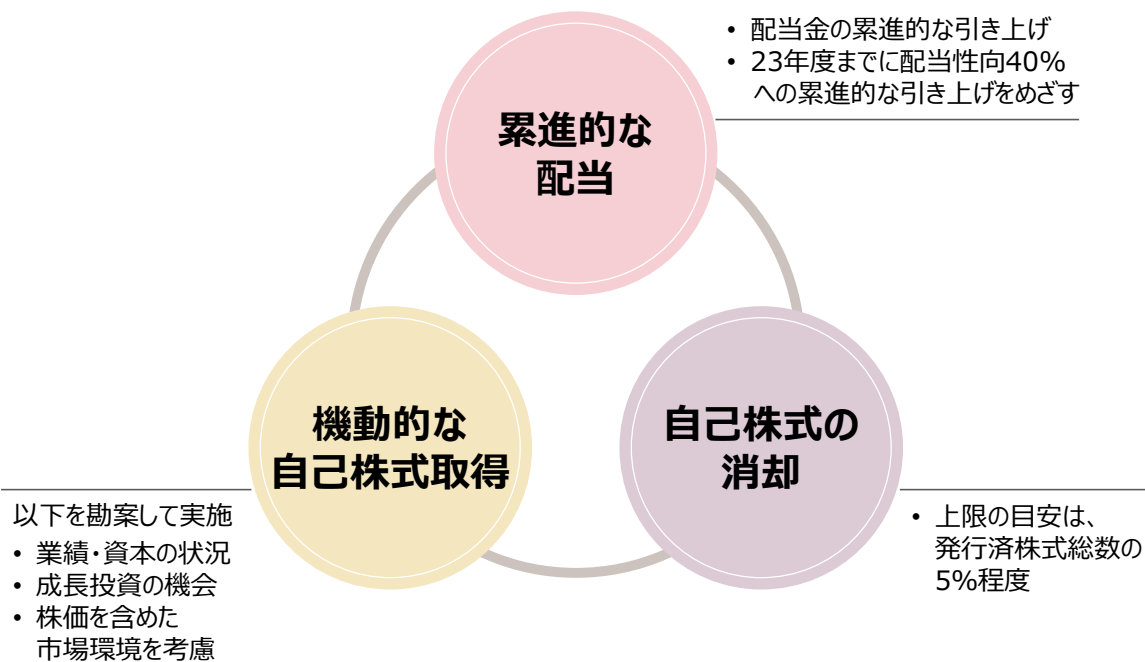 • 配当金の累進的な引き上げ
• 23年度までに配当性向40%
への累進的な引き上げをめざす
累進的な
配当
機動的な
自己株式取得
自己株式の
消却
以下を勘案して実施
• 業績・資本の状況
• 成長投資の機会
• 株価を含めた
市場環境を考慮
• 上限の目安は、
発行済株式総数の
5%程度